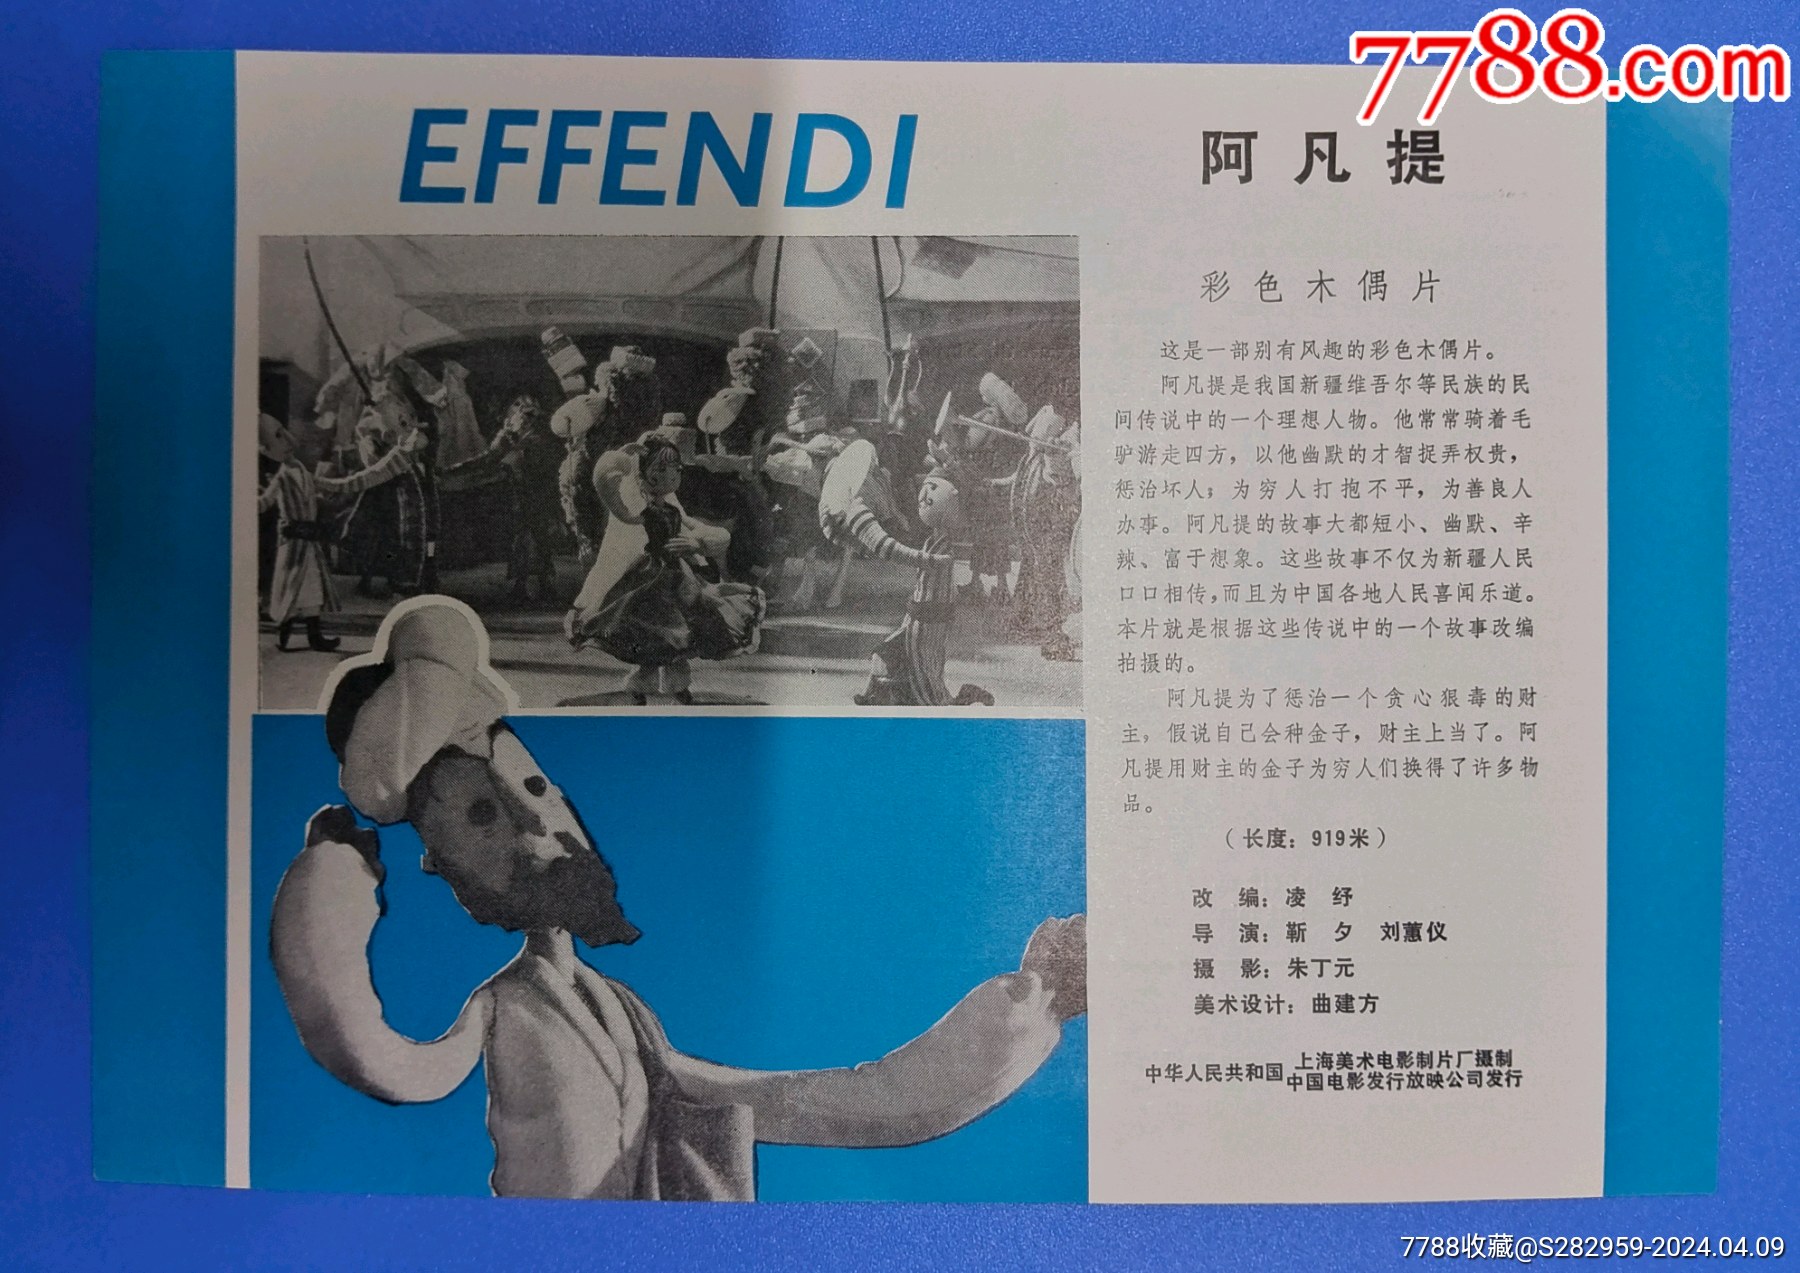 7788.com
EFFENDI
阿凡提
彩色木偶片
这是一部别有风趣的彩色木偶片。
阿凡提是我国新疆维吾尔等民族的民
间传说中的一个理想人物。他常常骑着毛
驴游走四方，以他幽默的才智捉弄权贵，
惩治坏人；为穷人打抱不平，为善良人
办事。阿凡提的故事大都短小、幽默、辛
辣、富于想象。这些故事不仅为新疆人民
口口相传，而且为中国各地人民喜闻乐道。
本片就是根据这些传说中的一个故事改编
拍摄的。
阿凡提为了惩治一个贪心狠毒的财
主，假说自己会种金子，财主上当了。阿
凡提用财主的金子为穷人们换得了许多物
品。
（长度：919米）
改 编：凌 纾
导 演：靳 夕 刘蕙仪
摄 影：朱丁元
美术设计：曲建方
中华人民共和国
上海美术电影制片厂摄制
中国电影发行放映公司发行
7788收藏@S282959-2024.04.09